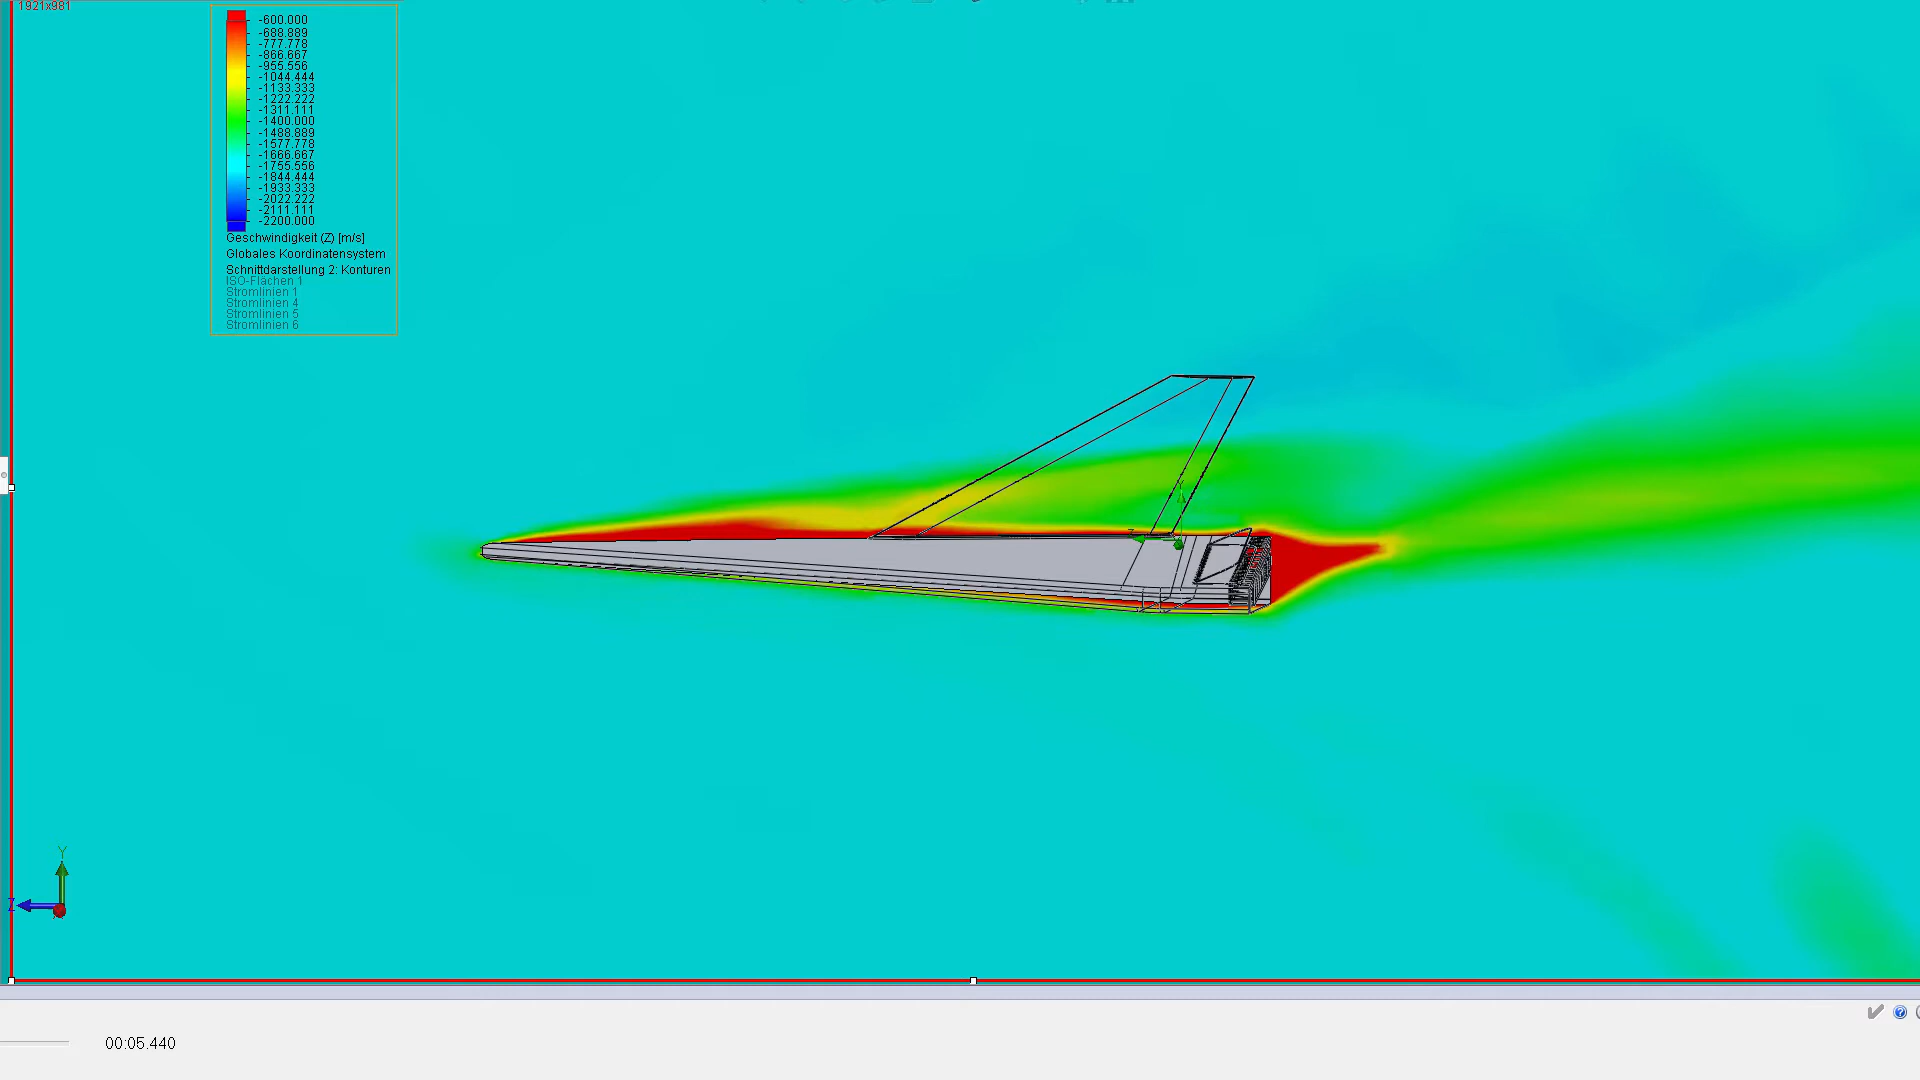 1921x981
-600.000
-688.889
-777.778
-866.667
-955.556
-1044.444
-1133.333
-1222.222
-1311.111
-1400.000
-1488.889
-1577.778
-1666.667
-1755.556
-1844.444
-1933.333
-2022.222
-2111.111
-2200.000
Geschwindigkeit (Z) [m/s]
Globales Koordinatensystem
Schnittdarstellung 2: Konturen
ISO-Flächen 1
Stromlinien 1
Stromlinien 4
Stromlinien 5
Stromlinien 6
Y
Z
Y
Z
00:05.440